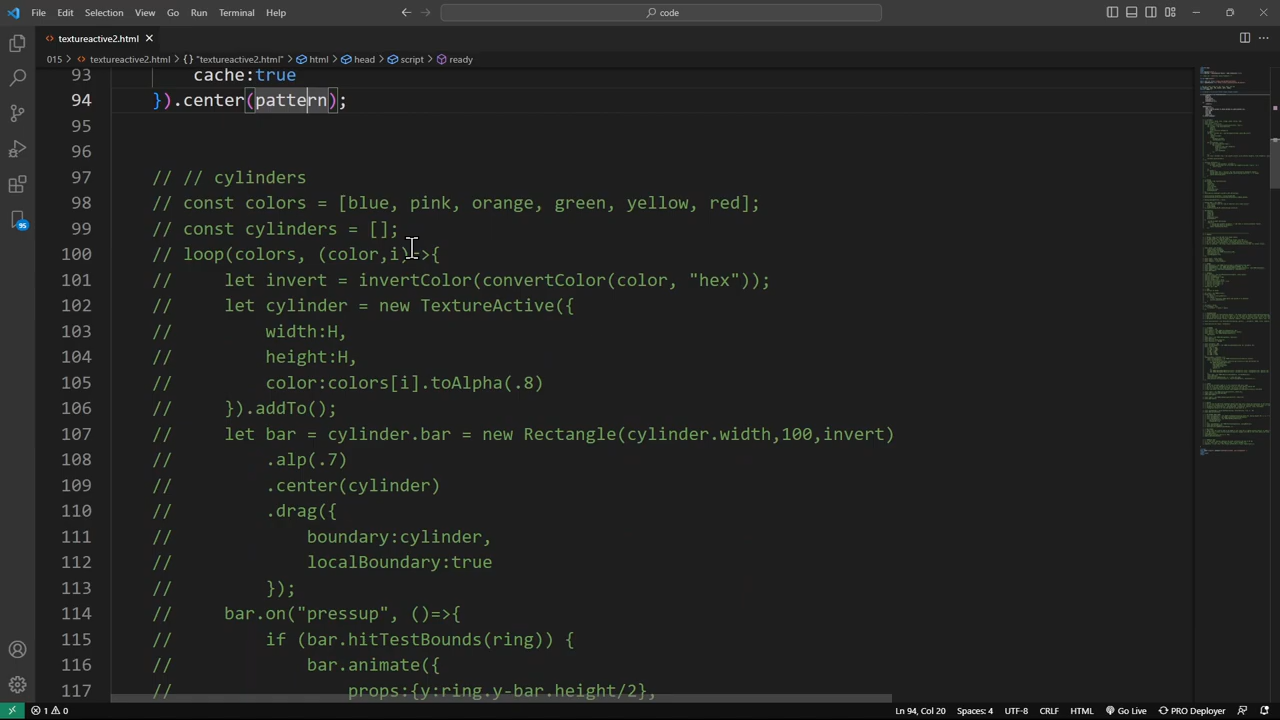 File Edit Selection View Go Run Terminal Help
code
textureactive2.html
015 textureactive2.html "textureactive2.html" html head script ready
93 cache:true
94 }).center(pattern);
95
96
97 // // cylinders
98 // const colors = [blue, pink, orange, green, yellow, red];
99 // const cylinders = [];
100 // loop(colors, (color,i)=>{
101 // let invert = invertColor(convertColor(color, "hex"));
102 // let cylinder = new TextureActive({
103 // width:H,
104 // height:H,
105 // color:colors[i].toAlpha(.8)
106 // }).addTo();
107 // let bar = cylinder.bar = new Rectangle(cylinder.width,100,invert)
108 // .alp(.7)
109 // .center(cylinder)
110 // .drag({
111 // boundary:cylinder,
112 // localBoundary:true
113 // });
114 // bar.on("pressup", ()=>{
115 // if (bar.hitTestBounds(ring)) {
116 // bar.animate({
117 // props:{y:ring.y-bar.height/2},
95
1 0 Ln 94, Col 20 Spaces: 4 UTF-8 CRLF HTML Go Live PRO Deployer